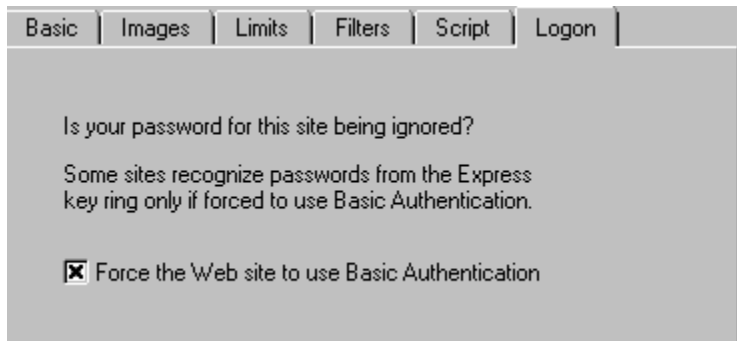 Basic Images Limits Filters Script Logon
Is your password for this site being ignored?
Some sites recognize passwords from the Express
key ring only if forced to use Basic Authentication.
Force the Web site to use Basic Authentication